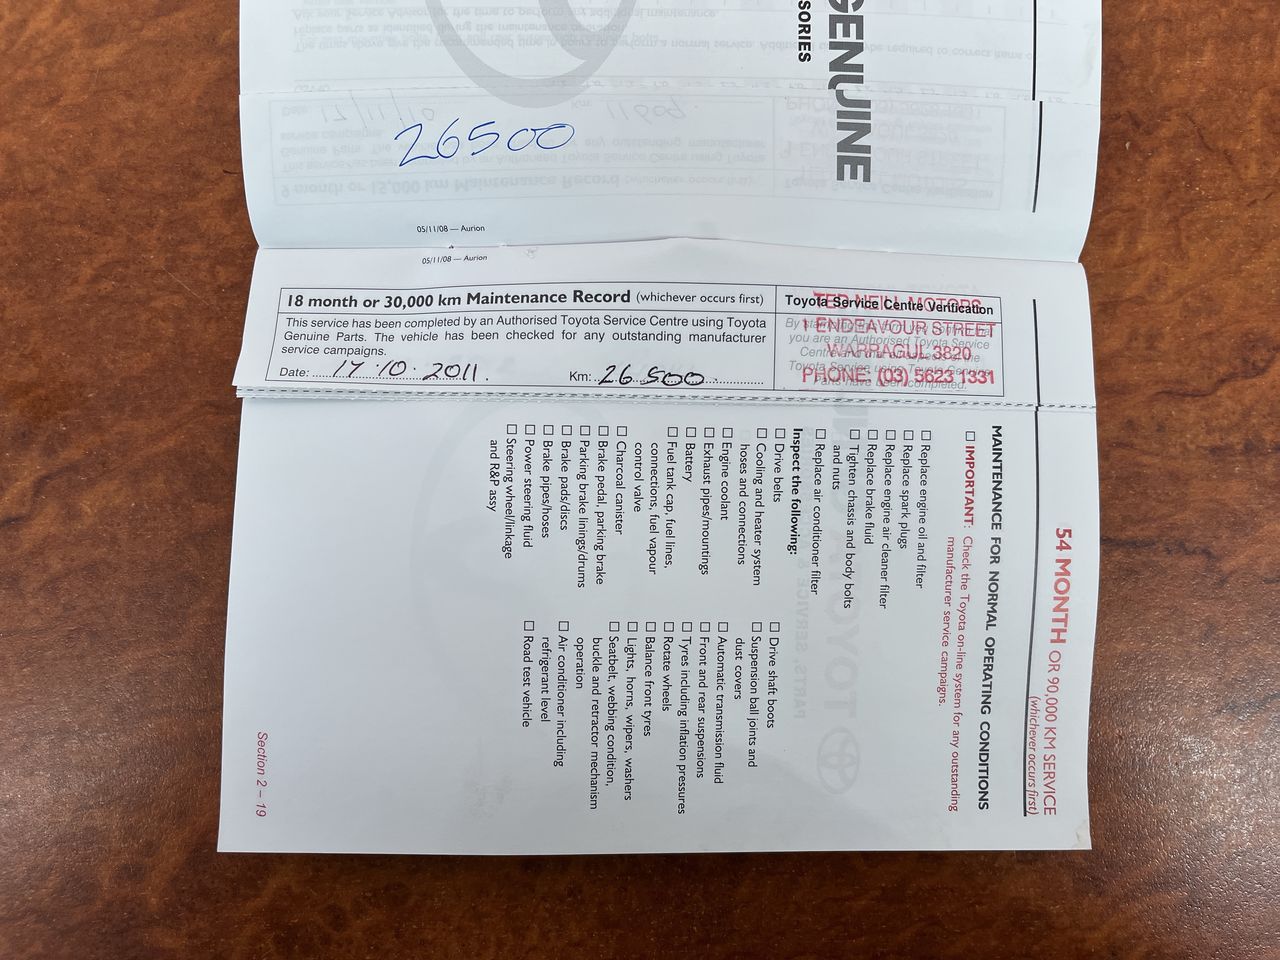 GENUINE
SORIES
26500
05/11/08 — Aurion
05/11/08 — Aurion
18 month or 30,000 km Maintenance Record (whichever occurs first)
This service has been completed by an Authorised Toyota Service Centre using Toyota
Genuine Parts. The vehicle has been checked for any outstanding manufacturer
service campaigns.
Date: 17.10.2011. Km: 26500
Toyota Service Centre Verification
TED NEILL MOTORS
1 ENDEAVOUR STREET
WARRAGUL 3820
PHONE: (03) 5623 1331
54 MONTH OR 90,000 KM SERVICE
(whichever occurs first)
MAINTENANCE FOR NORMAL OPERATING CONDITIONS
IMPORTANT: Check the Toyota on-line system for any outstanding
manufacturer service campaigns.
Replace engine oil and filter
Replace spark plugs
Replace engine air cleaner filter
Replace brake fluid
Tighten chassis and body bolts
and nuts
Replace air conditioner filter
Inspect the following:
Drive belts
Cooling and heater system
hoses and connections
Engine coolant
Exhaust pipes/mountings
Battery
Fuel tank cap, fuel lines,
connections, fuel vapour
control valve
Charcoal canister
Brake pedal, parking brake
Parking brake linings/drums
Brake pads/discs
Brake pipes/hoses
Power steering fluid
Steering wheel/linkage
and R&P assy
Drive shaft boots
Suspension ball joints and
dust covers
Automatic transmission fluid
Front and rear suspensions
Tyres including inflation pressures
Rotate wheels
Balance front tyres
Lights, horns, wipers, washers
Seatbelt, webbing condition,
buckle and retractor mechanism
operation
Air conditioner including
refrigerant level
Road test vehicle
Section 2 – 19